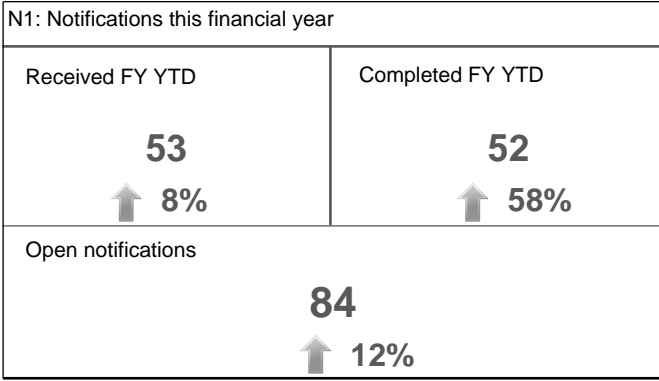 N1: Notifications this financial year
Received FY YTD
53
8%
Completed FY YTD
52
58%
Open notifications
84
12%